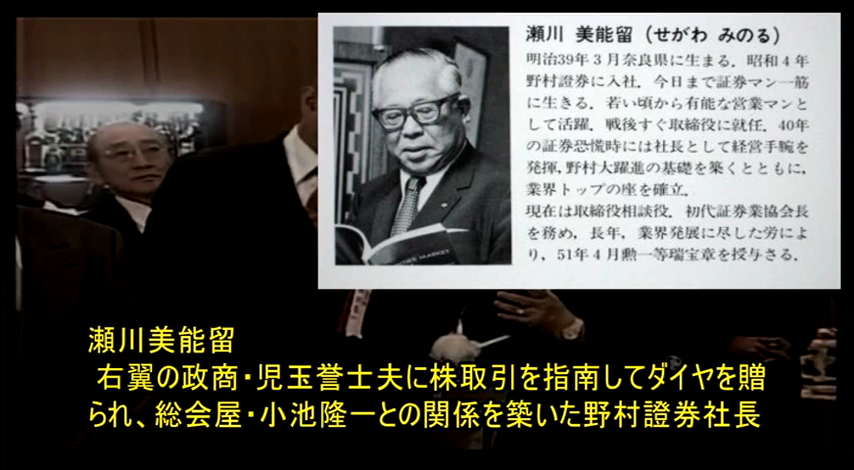 瀬川 美能留(せがわ みのる)
明治39年3月奈良県に生まる．昭和4年
野村證券に入社．今日まで証券マン一筋
に生きる．若い頃から有能な営業マンと
して活躍．戦後すぐ取締役に就任．40年
の証券恐慌時には社長として経営手腕を
発揮，野村大躍進の基礎を築くとともに，
業界トップの座を確立．
現在は取締役相談役．初代証券業協会長
を務め，長年，業界発展に尽した労によ
り，51年4月勲一等瑞宝章を授与さる．
瀬川美能留
右翼の政商・児玉誉士夫に株取引を指南してダイヤを贈
られ、総会屋・小池隆一との関係を築いた野村證券社長